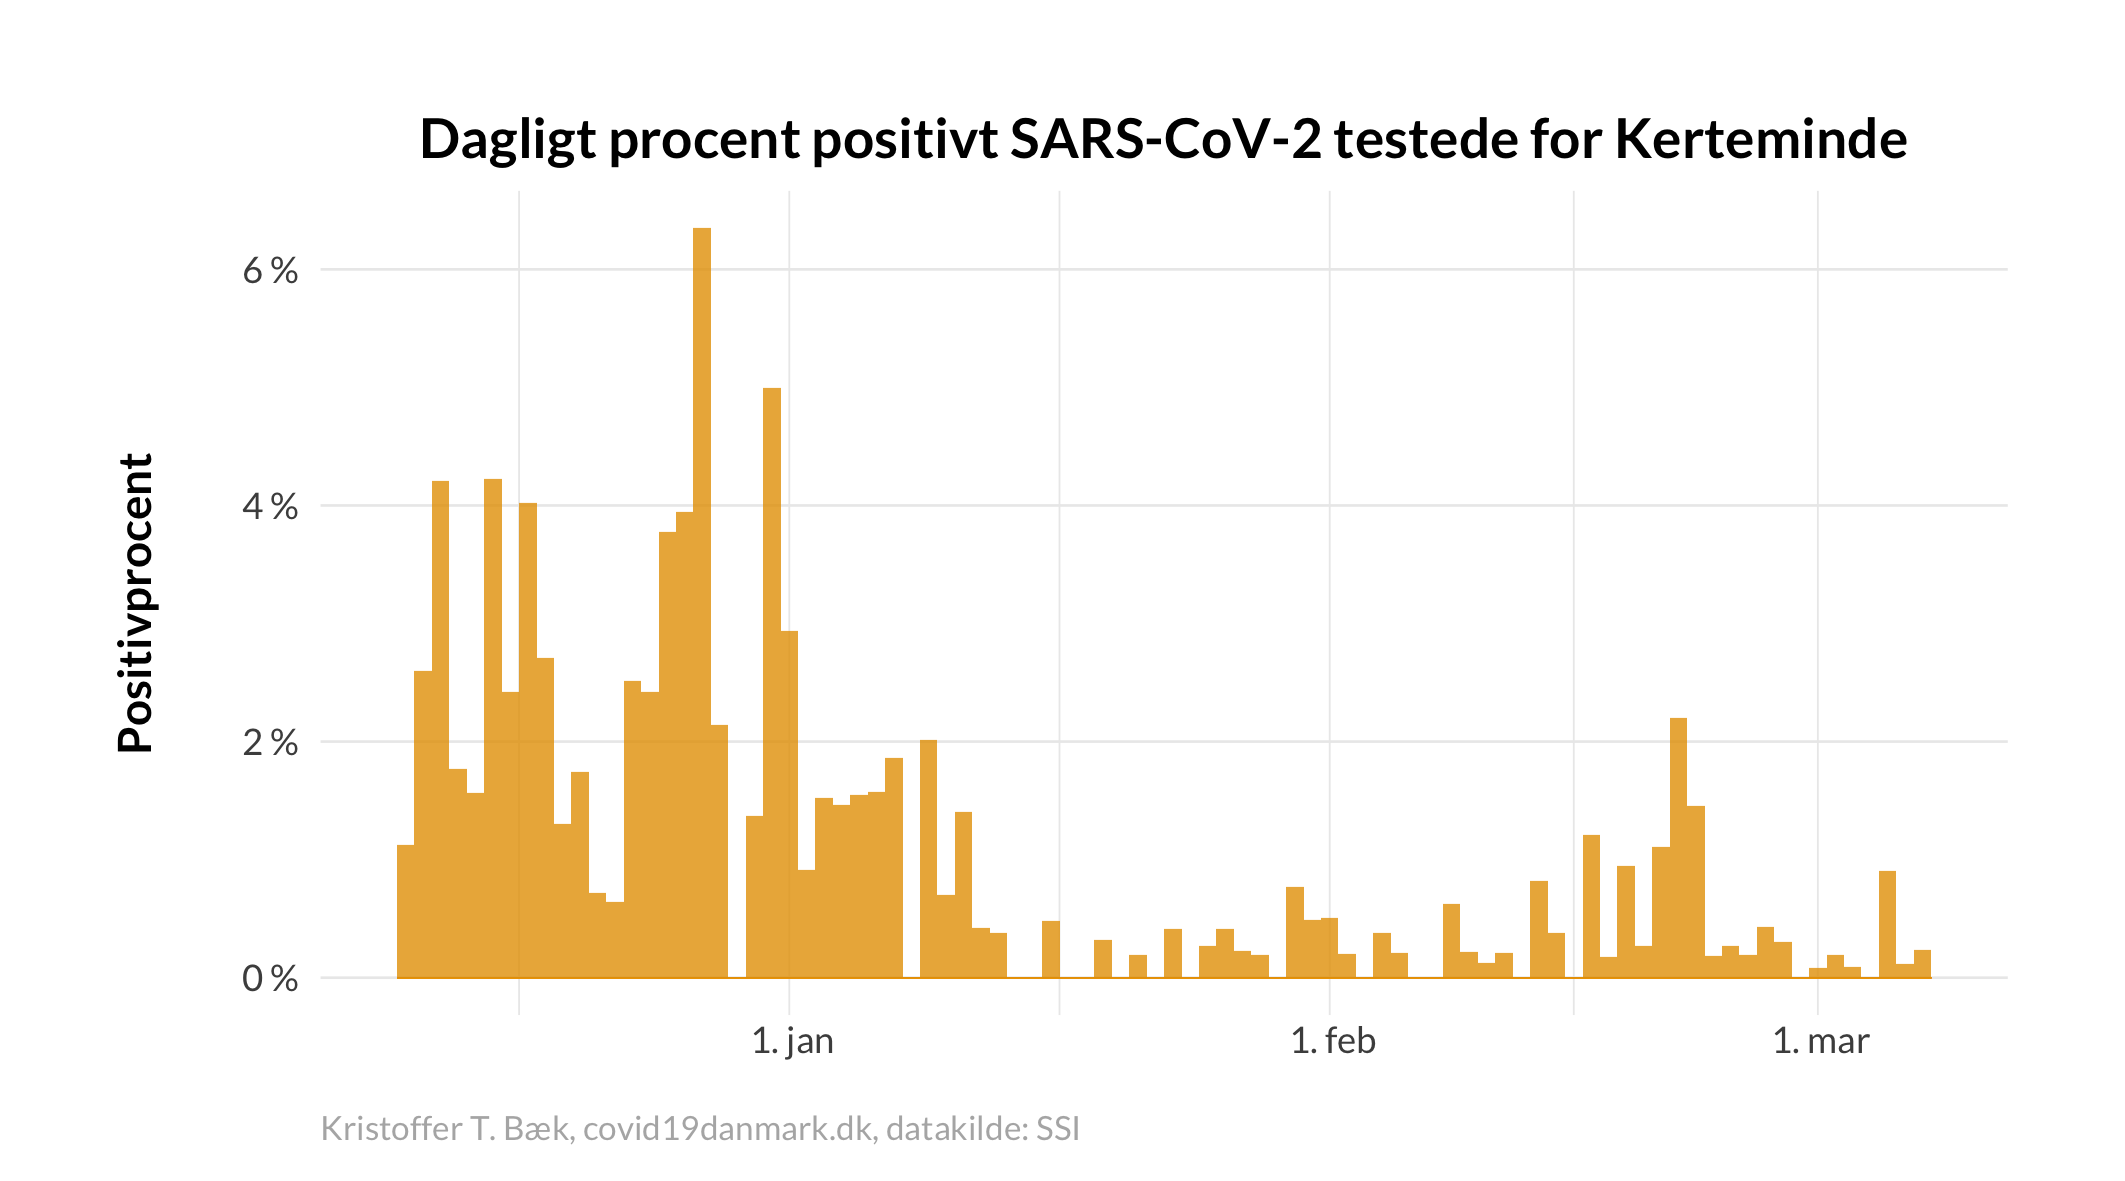 Dagligt procent positivt SARS-CoV-2 testede for Kerteminde
Positivprocent
6 %
4 %
2 %
0 %
1. jan
1. feb
1. mar
Kristoffer T. Bæk, covid19danmark.dk, datakilde: SSI